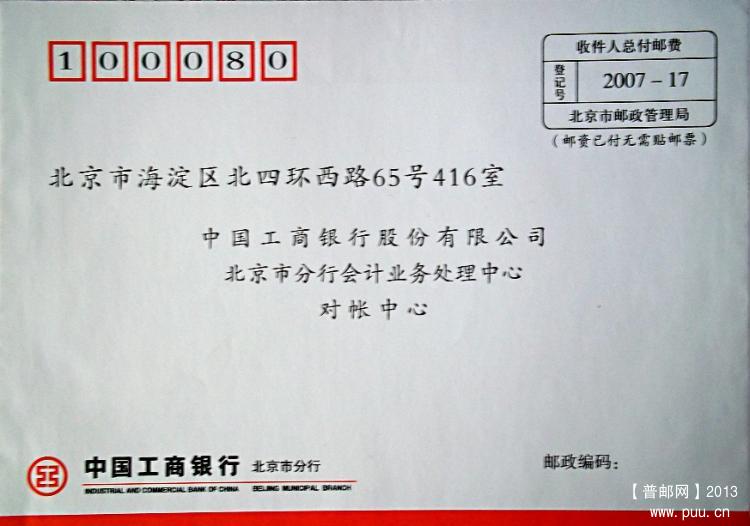 100080
收件人总付邮费
登记号
2007-17
北京市邮政管理局
(邮资已付无需贴邮票)
北京市海淀区北四环西路65号416室
中国工商银行股份有限公司
北京市分行会计业务处理中心
对帐中心
中国工商银行 北京市分行
INDUSTRIAL AND COMMERCIAL BANK OF CHINA BEIJING MUNICIPAL BRANCH
邮政编码:
【普邮网】2013
www.puu.cn